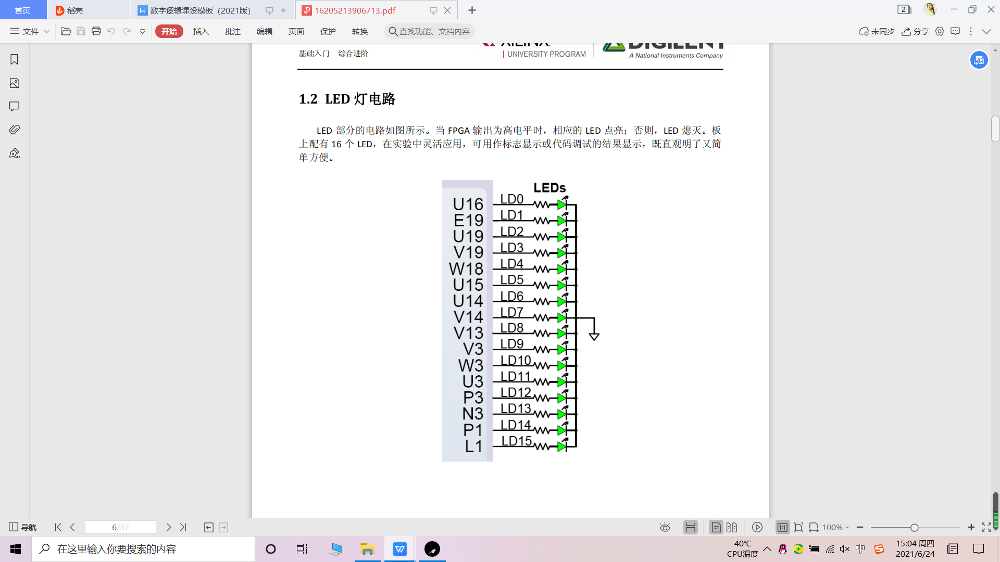 首页
稻壳
数字逻辑课设模板（2021版）
16205213906713.pdf
2
文件
开始
插入
批注
编辑
页面
保护
转换
查找功能、文档内容
未同步
分享
基础入门 综合进阶
XILINX
UNIVERSITY PROGRAM
DIGILENT
A National Instruments Company
1.2 LED 灯电路
LED 部分的电路如图所示。当 FPGA 输出为高电平时，相应的 LED 点亮；否则，LED 熄灭。板
上配有 16 个 LED，在实验中灵活应用，可用作标志显示或代码调试的结果显示，既直观明了又简
单方便。
LEDs
U16 LD0
E19 LD1
U19 LD2
V19 LD3
W18 LD4
U15 LD5
U14 LD6
V14 LD7
V13 LD8
V3 LD9
W3 LD10
U3 LD11
P3 LD12
N3 LD13
P1 LD14
L1 LD15
导航
6/37
1:1
100%
在这里输入你要搜索的内容
40℃
CPU温度
中
15:04 周四
2021/6/24